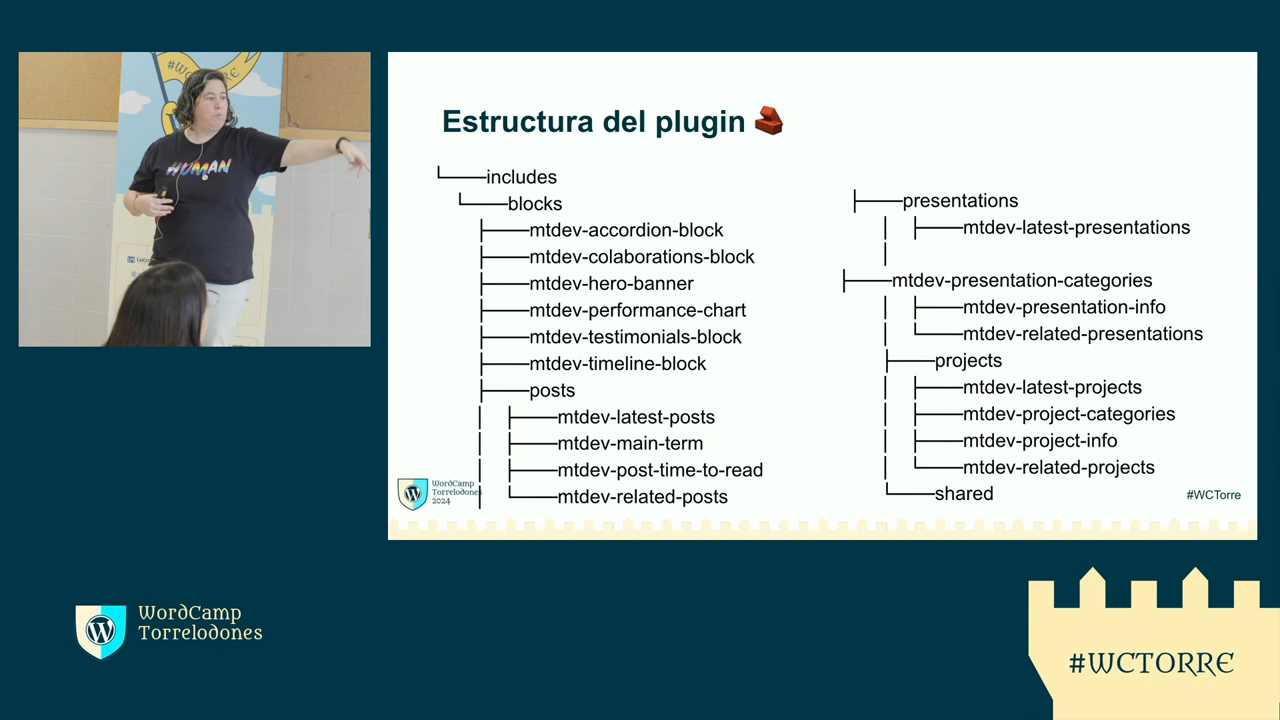 #WCTORRE
HUMAN
Estructura del plugin
includes
blocks
mtdev-accordion-block
mtdev-colaborations-block
mtdev-hero-banner
mtdev-performance-chart
mtdev-testimonials-block
mtdev-timeline-block
posts
mtdev-latest-posts
mtdev-main-term
mtdev-post-time-to-read
mtdev-related-posts
presentations
mtdev-latest-presentations
mtdev-presentation-categories
mtdev-presentation-info
mtdev-related-presentations
projects
mtdev-latest-projects
mtdev-project-categories
mtdev-project-info
mtdev-related-projects
shared
WordCamp
Torrelodones
2024
#WCTorre
WordCamp
Torrelodones
#WCTORRE